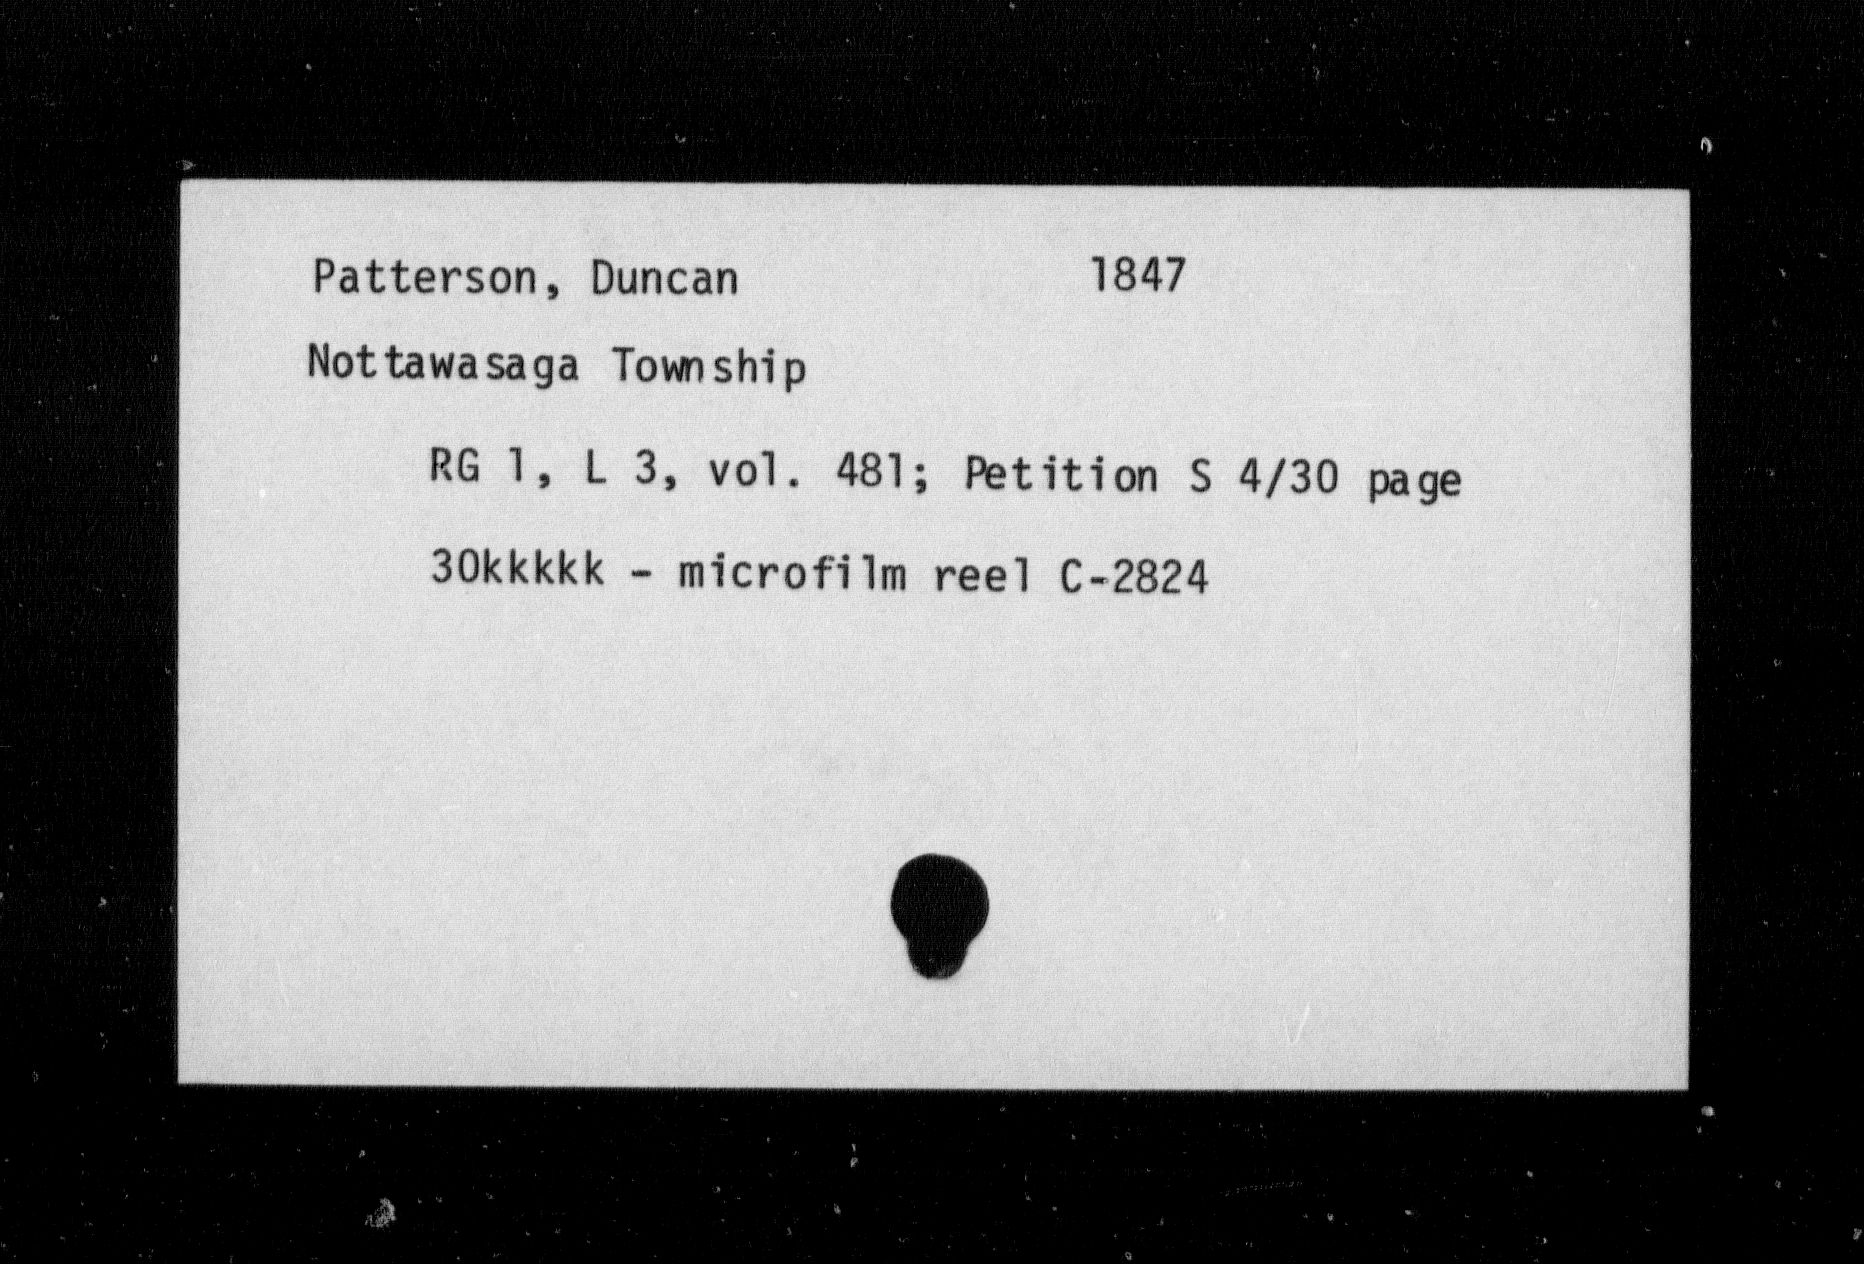 Patterson, Duncan 1847
Nottawasaga Township
RG 1, L 3, vol. 481; Petition S 4/30 page
30kkkkk - microfilm reel C-2824